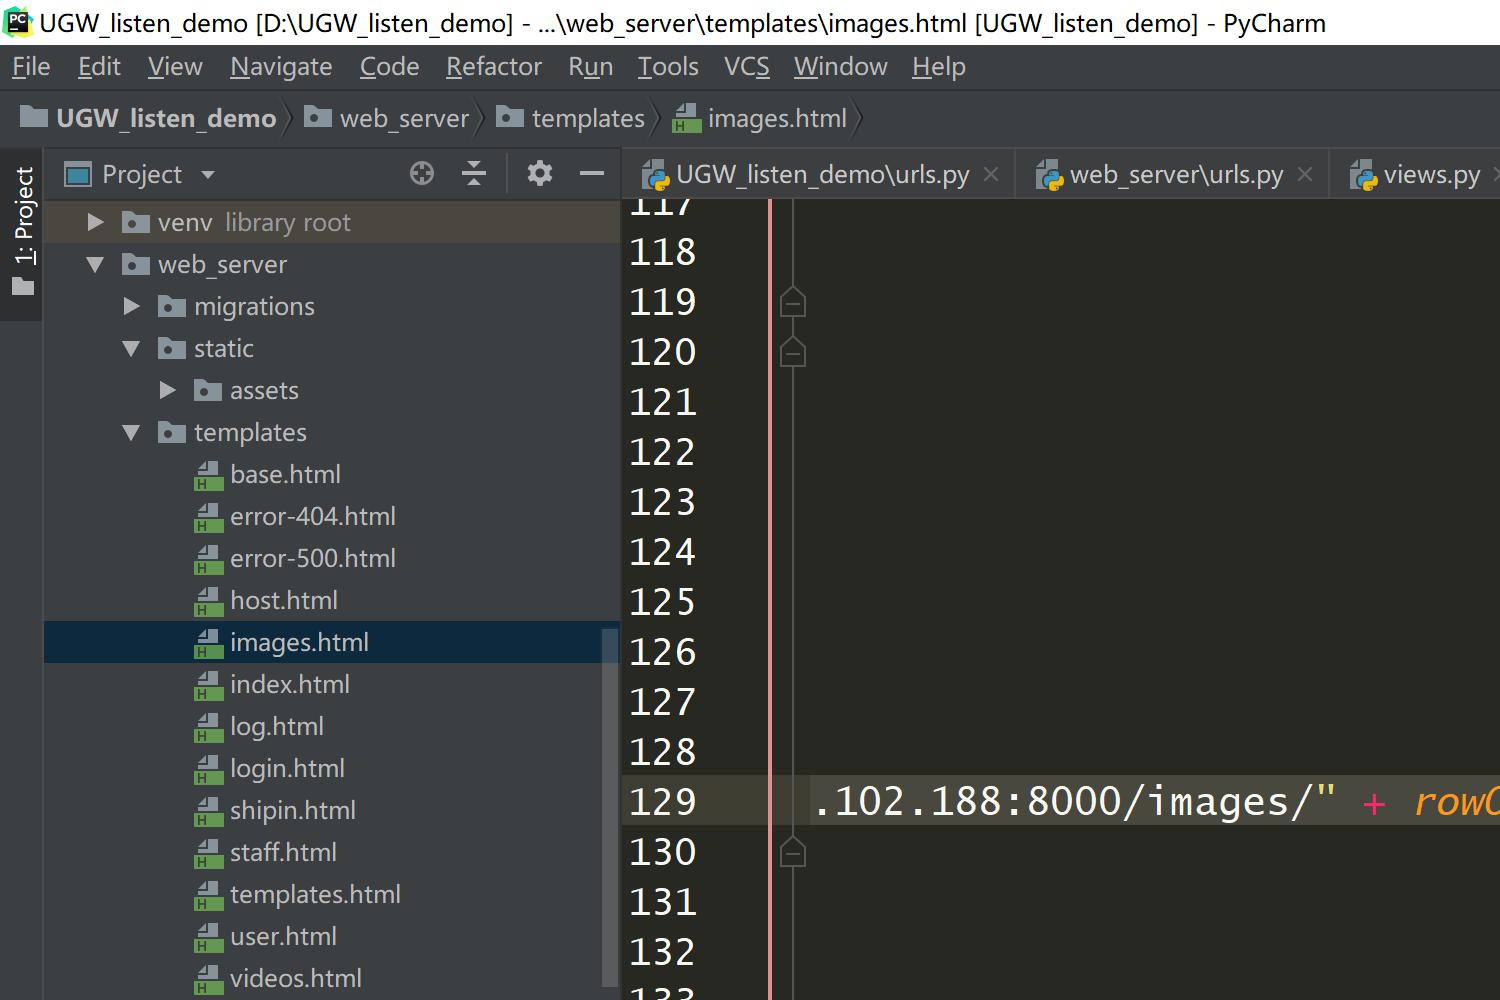 UGW_listen_demo [D:\UGW_listen_demo] - ...\web_server\templates\images.html [UGW_listen_demo] - PyCharm
File Edit View Navigate Code Refactor Run Tools VCS Window Help
UGW_listen_demo web_server templates images.html
1: Project
Project
UGW_listen_demo\urls.py web_server\urls.py views.py
venv library root
web_server
migrations
static
assets
templates
base.html
error-404.html
error-500.html
host.html
images.html
index.html
log.html
login.html
shipin.html
staff.html
templates.html
user.html
videos.html
117
118
119
120
121
122
123
124
125
126
127
128
129 .102.188:8000/images/" + row
130
131
132
133